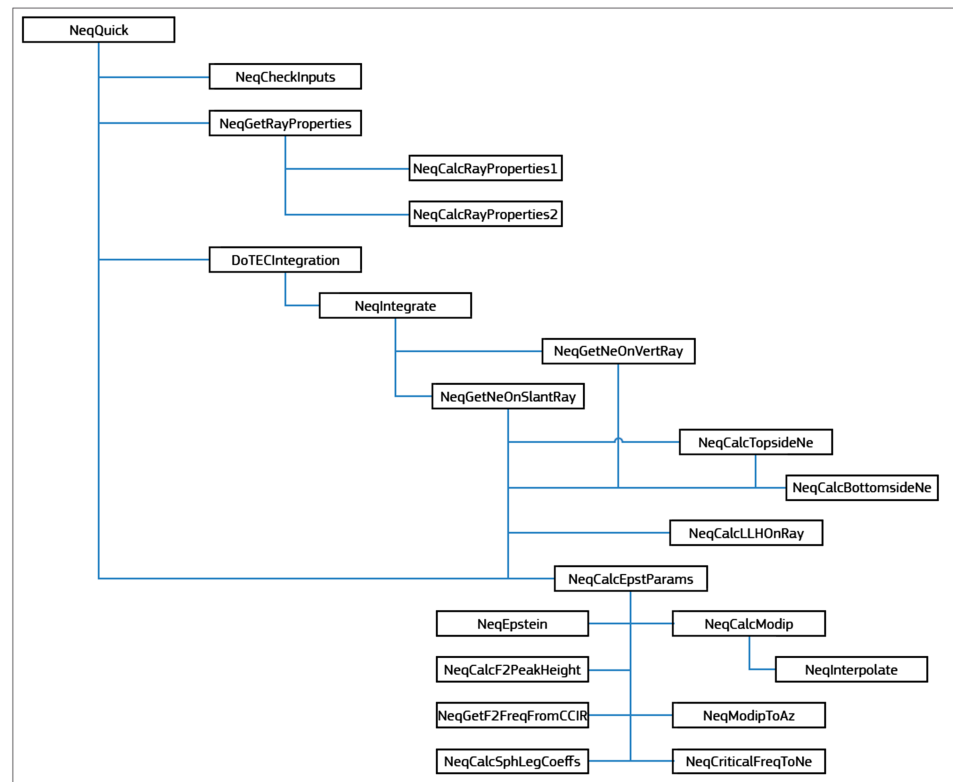 NeqQuick
NeqCheckInputs
NeqGetRayProperties
NeqCalcRayProperties1
NeqCalcRayProperties2
DoTECIntegration
NeqIntegrate
NeqGetNeOnVertRay
NeqGetNeOnSlantRay
NeqCalcTopsideNe
NeqCalcBottomsideNe
NeqCalcLLHOnRay
NeqCalcEpstParams
NeqEpstein
NeqCalcModip
NeqCalcF2PeakHeight
NeqInterpolate
NeqGetF2FreqFromCCIR
NeqModipToAz
NeqCalcSphLegCoeffs
NeqCriticalFreqToNe